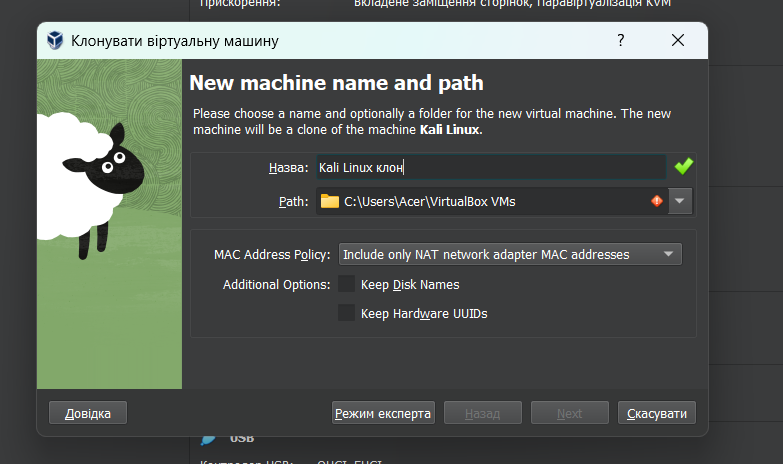 Прискорення: Вкладене заміщення сторінок, Паравіртуалізація KVM
Клонувати віртуальну машину
?
New machine name and path
Please choose a name and optionally a folder for the new virtual machine. The new
machine will be a clone of the machine Kali Linux.
Назва: Kali Linux клон
Path: C:\Users\Acer\VirtualBox VMs
MAC Address Policy: Include only NAT network adapter MAC addresses
Additional Options: Keep Disk Names
Keep Hardware UUIDs
Довідка Режим експерта Назад Next Скасувати
USB
Контролер USB: OHCI, EHCI